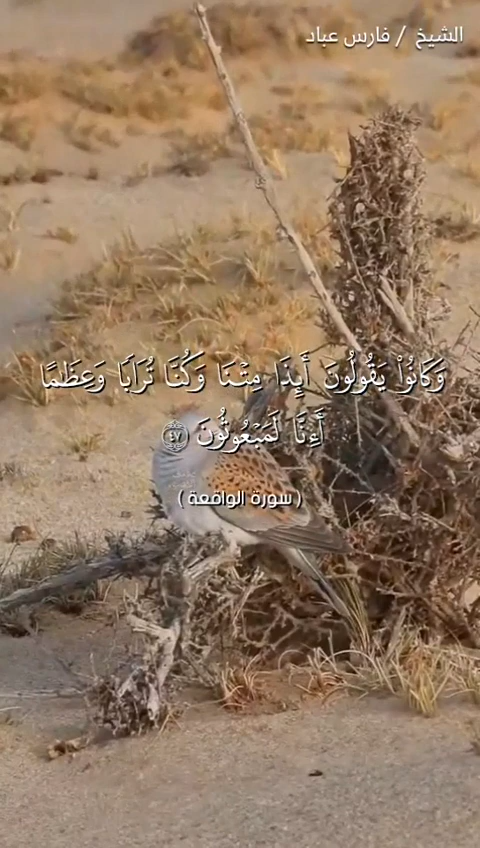 الشيخ / فارس عباد
وَكَانُوا۟ يَقُولُونَ أَئِذَا مِتْنَا وَكُنَّا تُرَابًا وَعِظَٰمًا
أَءِنَّا لَمَبْعُوثُونَ ٤٧
( سورة الواقعة )